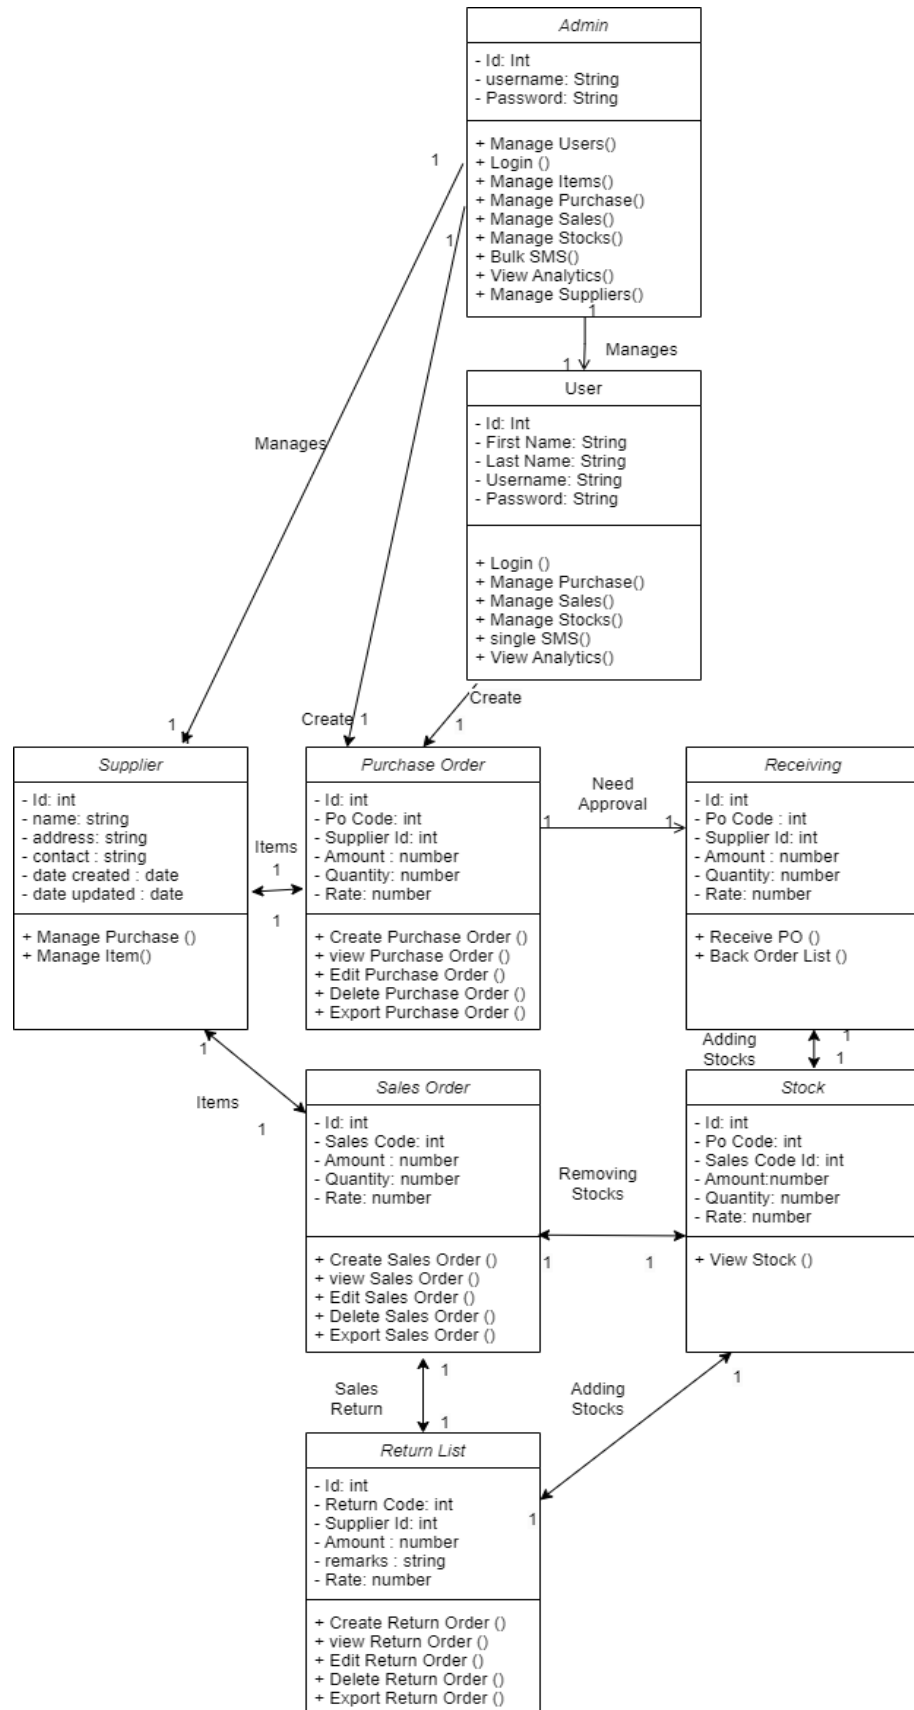 Admin
- Id: Int
- username: String
- Password: String
+ Manage Users()
+ Login ()
+ Manage Items()
+ Manage Purchase()
+ Manage Sales()
+ Manage Stocks()
+ Bulk SMS()
+ View Analytics()
+ Manage Suppliers()
1
1
1
Manages
1
User
- Id: Int
- First Name: String
- Last Name: String
- Username: String
- Password: String
+ Login ()
+ Manage Purchase()
+ Manage Sales()
+ Manage Stocks()
+ single SMS()
+ View Analytics()
Manages
Create
1
Create 1
1
Supplier
- Id: int
- name: string
- address: string
- contact : string
- date created : date
- date updated : date
+ Manage Purchase ()
+ Manage Item()
Items
1
1
Purchase Order
- Id: int
- Po Code: int
- Supplier Id: int
- Amount : number
- Quantity: number
- Rate: number
+ Create Purchase Order ()
+ view Purchase Order ()
+ Edit Purchase Order ()
+ Delete Purchase Order ()
+ Export Purchase Order ()
Need
Approval
1
1
Receiving
- Id: int
- Po Code : int
- Supplier Id: int
- Amount : number
- Quantity: number
- Rate: number
+ Receive PO ()
+ Back Order List ()
1
Items
1
Adding
Stocks
1
1
Sales Order
- Id: int
- Sales Code: int
- Amount : number
- Quantity: number
- Rate: number
+ Create Sales Order ()
+ view Sales Order ()
+ Edit Sales Order ()
+ Delete Sales Order ()
+ Export Sales Order ()
Removing
Stocks
1
1
Stock
- Id: int
- Po Code: int
- Sales Code Id: int
- Amount:number
- Quantity: number
- Rate: number
+ View Stock ()
Sales
Return
1
1
Adding
Stocks
1
1
Return List
- Id: int
- Return Code: int
- Supplier Id: int
- Amount : number
- remarks : string
- Rate: number
+ Create Return Order ()
+ view Return Order ()
+ Edit Return Order ()
+ Delete Return Order ()
+ Export Return Order ()